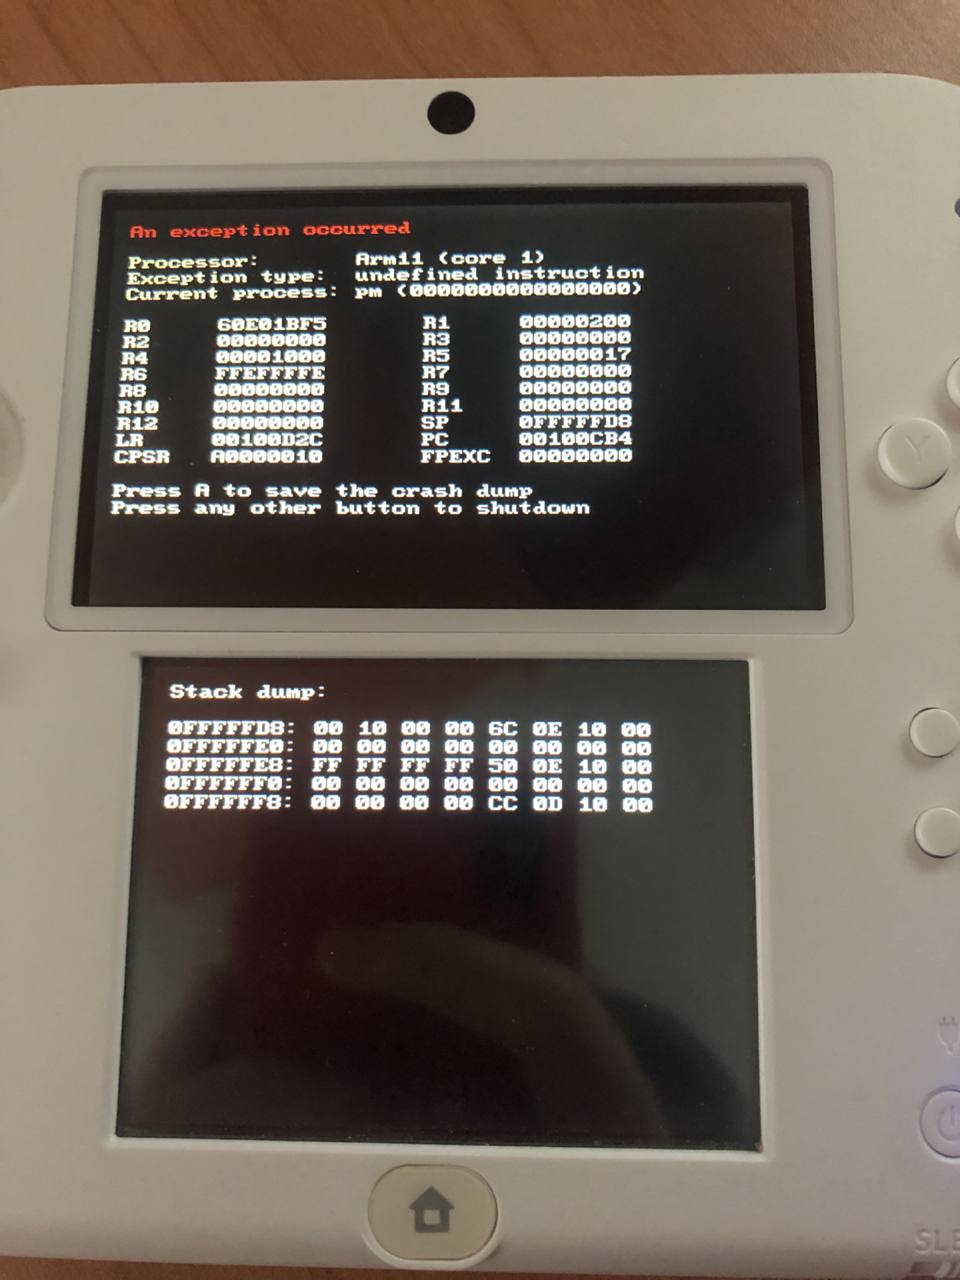 An exception occurred
Processor: Arm11 (core 1)
Exception type: undefined instruction
Current process: pm (0000000000000000)
R0 60E01BF5 R1 00000200
R2 00000000 R3 00000000
R4 00001000 R5 00000017
R6 FFEFFFFE R7 00000000
R8 00000000 R9 00000000
R10 00000000 R11 00000000
R12 00000000 SP 0FFFFFD8
LR 00100D2C PC 00100CB4
CPSR A0000010 FPEXC 00000000
Press A to save the crash dump
Press any other button to shutdown
Y
Stack dump:
0FFFFFD8: 00 10 00 00 6C 0E 10 00
0FFFFFE0: 00 00 00 00 00 00 00 00
0FFFFFE8: FF FF FF FF 50 0E 10 00
0FFFFFF0: 00 00 00 00 00 00 00 00
0FFFFFF8: 00 00 00 00 CC 0D 10 00